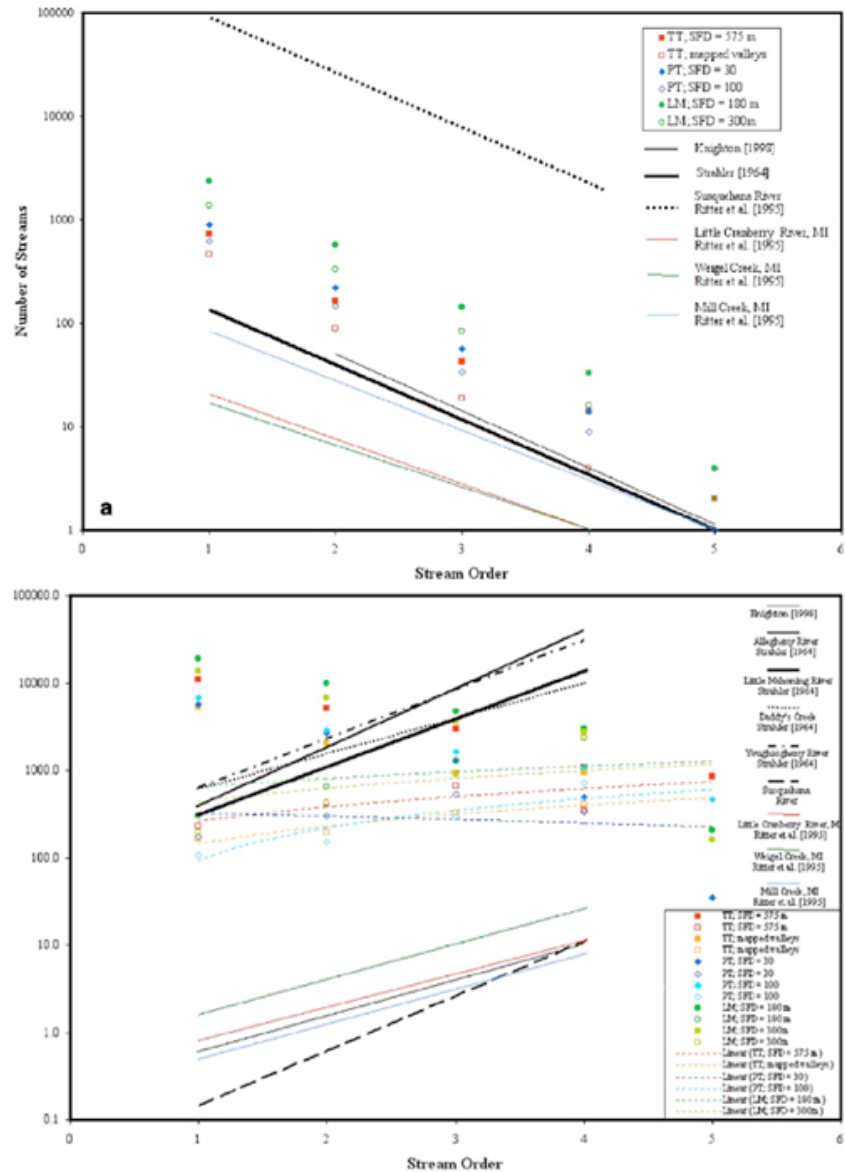 100000
10000
1000
100
10
1
Number of Streams
0
1
2
3
4
5
6
Stream Order
a
TT; SFD = 575 m
TT; mapped valleys
PT; SFD = 30
PT; SFD = 100
LM; SFD = 180 m
LM; SFD = 300m
Knighton [1998]
Strahler [1964]
Susquehana River
Ritter et al. [1995]
Little Cranberry River, MI
Ritter et al. [1995]
Weigel Creek, MI
Ritter et al. [1995]
Mill Creek, MI
Ritter et al. [1995]
100000.0
10000.0
1000.0
100.0
10.0
1.0
0.1
0
1
2
3
4
5
6
Stream Order
Knighton [1998]
Allegheny River
Strahler [1964]
Little Mahoning River
Strahler [1964]
Daddy's Creek
Strahler [1964]
Youghiogheny River
Strahler [1964]
River
Little Cranberry River, M
Ritter et al. [1995]
Weigel Creek, MI
Ritter et al. [1995]
Mill Creek, MI
Ritter et al. [1995]
TT; SFD = 575 m
TT; SFD = 575 m
TT; mapped valleys
TT; mapped valleys
PT; SFD = 30
PT; SFD = 30
PT; SFD = 100
PT; SFD = 100
LM; SFD = 180m
LM; SFD = 180m
LM; SFD = 300m
LM; SFD = 300m
Linear (TT; SFD = 575 m)
Linear (TT; mapped valleys)
Linear (PT; SFD = 30)
Linear (PT; SFD = 100)
Linear (LM; SFD = 180m)
Linear (LM; SFD = 300m)